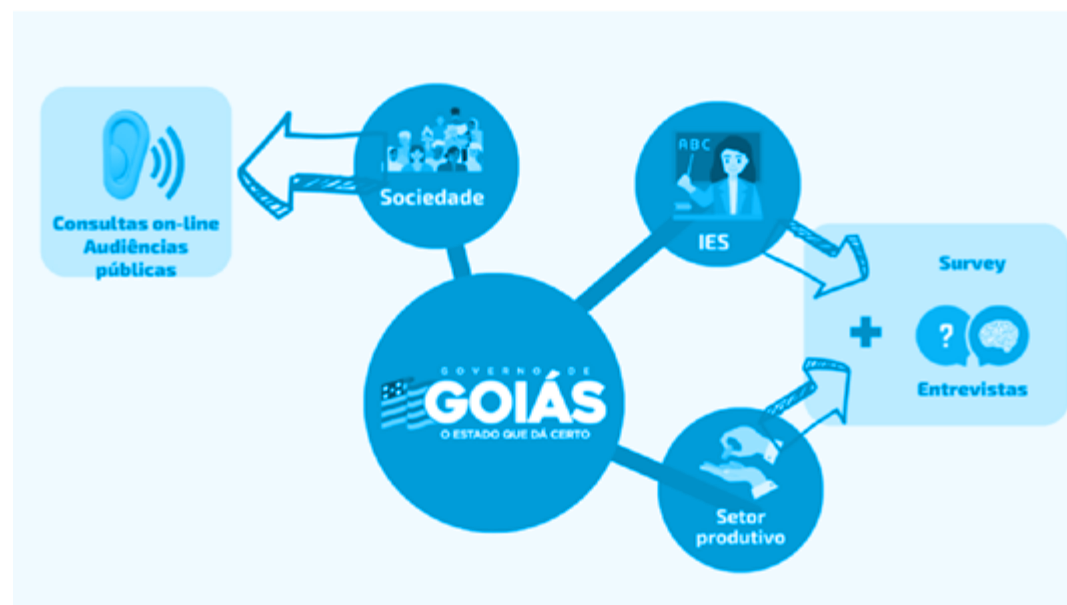 Consultas on-line
Audiências
públicas
Sociedade
ABC
IES
Survey
?
Entrevistas
GOVERNO DE
GOIÁS
O ESTADO QUE DÁ CERTO
Setor
produtivo